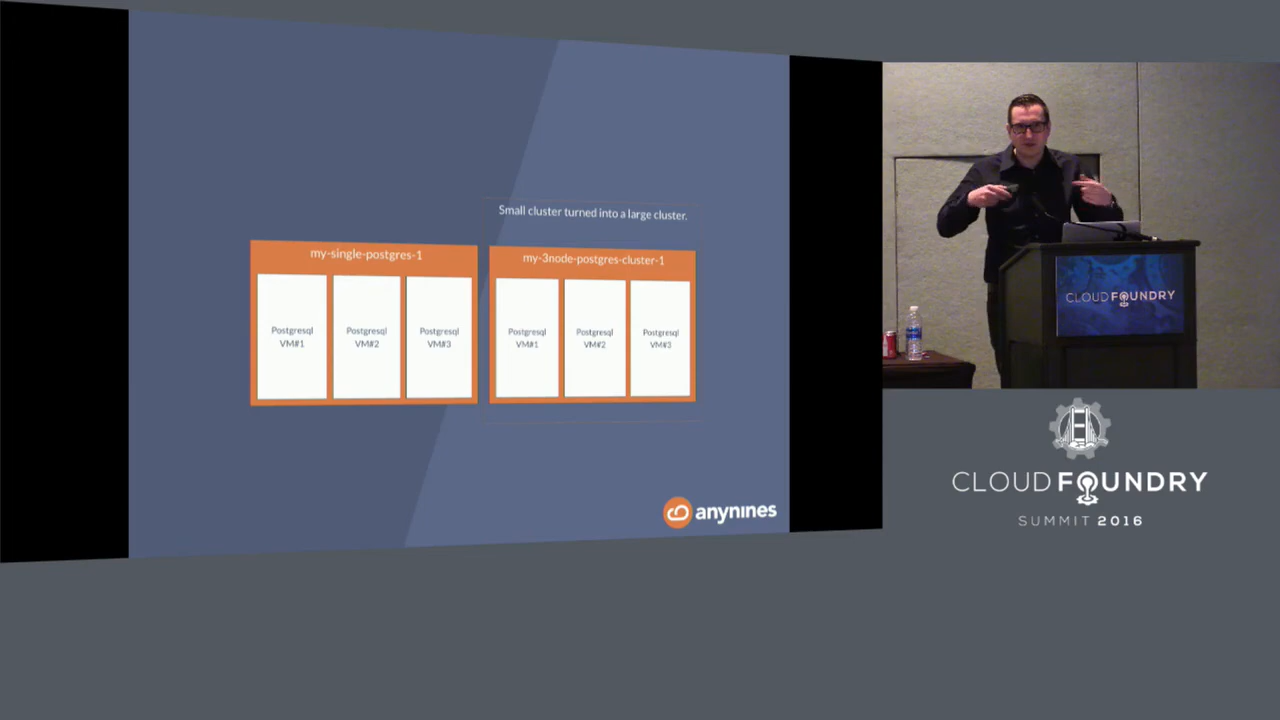 Small cluster turned into a large cluster.
my-single-postgres-1
Postgresql
VM#1
Postgresql
VM#2
Postgresql
VM#3
my-3node-postgres-cluster-1
Postgresql
VM#1
Postgresql
VM#2
Postgresql
VM#3
anynines
CLOUD FOUNDRY
CLOUD FOUNDRY
SUMMIT 2016